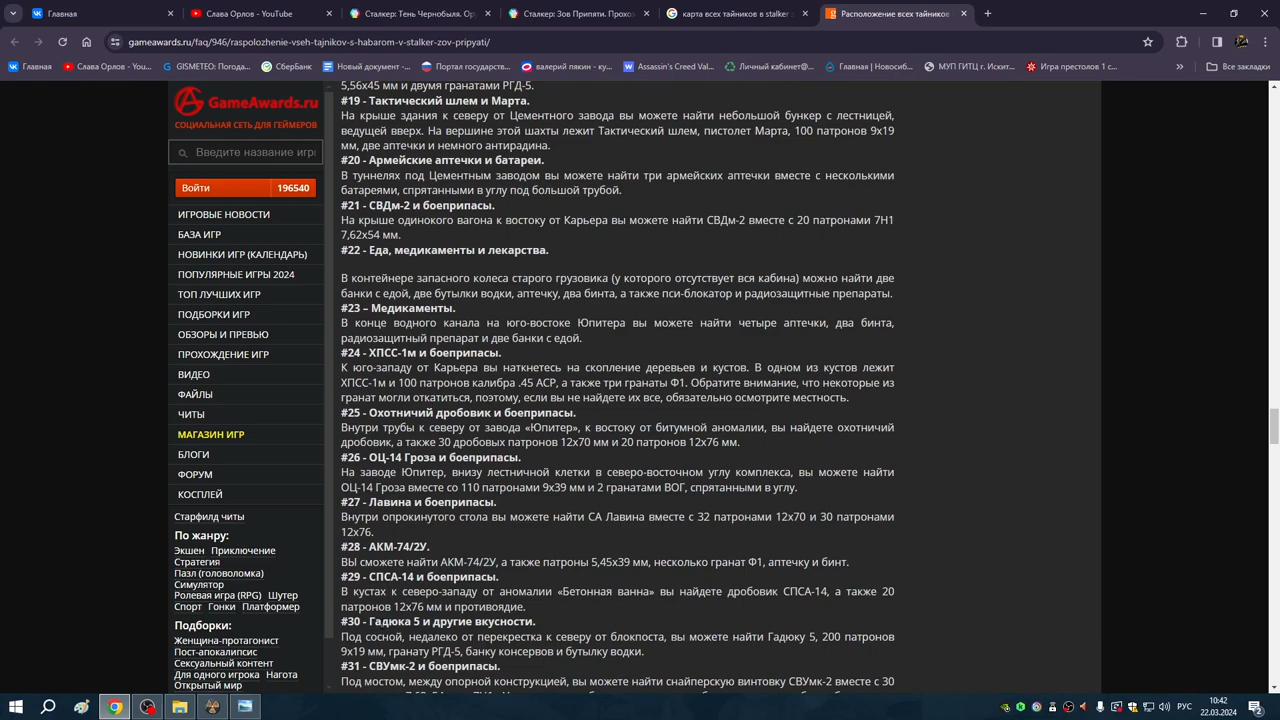 Главная
Слава Орлов - YouTube
Сталкер: Тень Чернобыля. Ор
Сталкер: Зов Припяти. Прохоз
карта всех тайников в stalker з
Расположение всех тайников
gameawards.ru/faq/946/raspolozhenie-vseh-tajnikov-s-habarom-v-stalker-zov-pripyati/
Главная
Слава Орлов - You...
GISMETEO: Погода...
СберБанк
Новый документ -...
Портал государств...
валерий пякин - ку...
Assassin's Creed Val...
Личный кабинет@...
Главная | Новосиб...
МУП ГИТЦ г. Искит...
Игра престолов 1 с...
Все закладки
GameAwards.ru
СОЦИАЛЬНАЯ СЕТЬ ДЛЯ ГЕЙМЕРОВ
Введите название игры
Войти 196540
ИГРОВЫЕ НОВОСТИ
БАЗА ИГР
НОВИНКИ ИГР (КАЛЕНДАРЬ)
ПОПУЛЯРНЫЕ ИГРЫ 2024
ТОП ЛУЧШИХ ИГР
ПОДБОРКИ ИГР
ОБЗОРЫ И ПРЕВЬЮ
ПРОХОЖДЕНИЕ ИГР
ВИДЕО
ФАЙЛЫ
ЧИТЫ
МАГАЗИН ИГР
БЛОГИ
ФОРУМ
КОСПЛЕЙ
Старфилд читы
По жанру:
Экшен Приключение
Стратегия
Пазл (головоломка)
Симулятор
Ролевая игра (RPG) Шутер
Спорт Гонки Платформер
Подборки:
Женщина-протагонист
Пост-апокалипсис
Сексуальный контент
Для одного игрока Нагота
Открытый мир
5,56x45 мм и двумя гранатами РГД-5.
#19 - Тактический шлем и Марта.
На крыше здания к северу от Цементного завода вы можете найти небольшой бункер с лестницей,
ведущей вверх. На вершине этой шахты лежит Тактический шлем, пистолет Марта, 100 патронов 9x19
мм, две аптечки и немного антирадина.
#20 - Армейские аптечки и батареи.
В туннелях под Цементным заводом вы можете найти три армейских аптечки вместе с несколькими
батареями, спрятанными в углу под большой трубой.
#21 - СВДм-2 и боеприпасы.
На крыше одинокого вагона к востоку от Карьера вы можете найти СВДм-2 вместе с 20 патронами 7Н1
7,62x54 мм.
#22 - Еда, медикаменты и лекарства.
В контейнере запасного колеса старого грузовика (у которого отсутствует вся кабина) можно найти две
банки с едой, две бутылки водки, аптечку, два бинта, а также пси-блокатор и радиозащитные препараты.
#23 – Медикаменты.
В конце водного канала на юго-востоке Юпитера вы можете найти четыре аптечки, два бинта,
радиозащитный препарат и две банки с едой.
#24 - ХПСС-1м и боеприпасы.
К юго-западу от Карьера вы наткнетесь на скопление деревьев и кустов. В одном из кустов лежит
ХПСС-1м и 100 патронов калибра .45 ACP, а также три гранаты Ф1. Обратите внимание, что некоторые из
гранат могли откатиться, поэтому, если вы не найдете их все, обязательно осмотрите местность.
#25 - Охотничий дробовик и боеприпасы.
Внутри трубы к северу от завода «Юпитер», к востоку от битумной аномалии, вы найдете охотничий
дробовик, а также 30 дробовых патронов 12x70 мм и 20 патронов 12x76 мм.
#26 - ОЦ-14 Гроза и боеприпасы.
На заводе Юпитер, внизу лестничной клетки в северо-восточном углу комплекса, вы можете найти
ОЦ-14 Гроза вместе со 110 патронами 9x39 мм и 2 гранатами ВОГ, спрятанными в углу.
#27 - Лавина и боеприпасы.
Внутри опрокинутого стола вы можете найти СА Лавина вместе с 32 патронами 12x70 и 30 патронами
12x76.
#28 - АКМ-74/2У.
ВЫ сможете найти АКМ-74/2У, а также патроны 5,45x39 мм, несколько гранат Ф1, аптечку и бинт.
#29 - СПСА-14 и боеприпасы.
В кустах к северо-западу от аномалии «Бетонная ванна» вы найдете дробовик СПСА-14, а также 20
патронов 12x76 мм и противоядие.
#30 - Гадюка 5 и другие вкусности.
Под сосной, недалеко от перекрестка к северу от блокпоста, вы можете найти Гадюку 5, 200 патронов
9x19 мм, гранату РГД-5, банку консервов и бутылку водки.
#31 - СВУмк-2 и боеприпасы.
Под мостом, между опорной конструкцией, вы можете найти снайперскую винтовку СВУмк-2 вместе с 30
РУС
10:42
22.03.2024
2